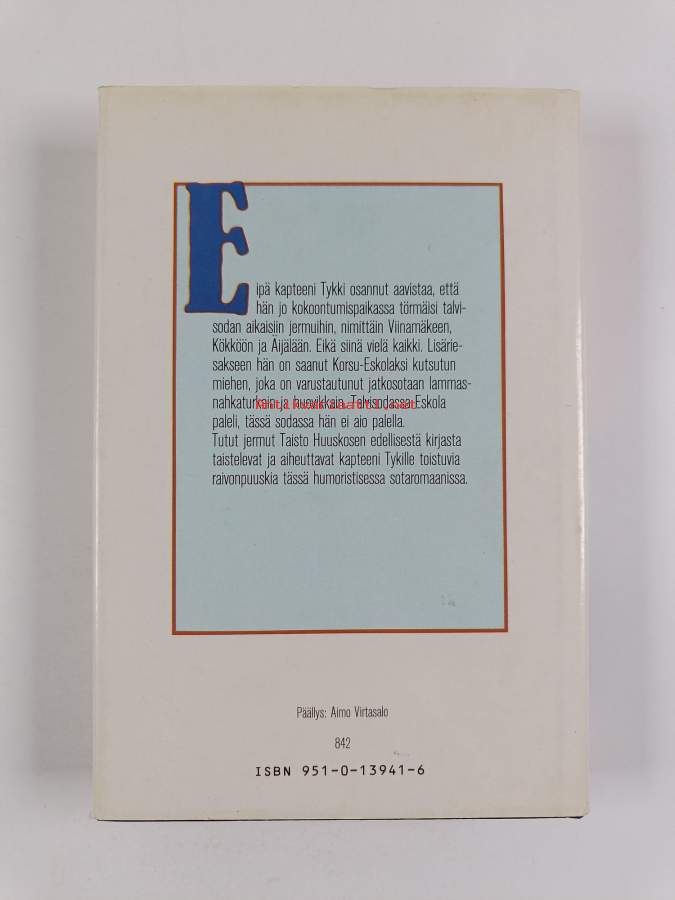 Eipä kapteeni Tykki osannut aavistaa, että
hän jo kokoontumispaikassa törmäisi talvi-
sodan aikaisiin jermuihin, nimittäin Viinamäkeen,
Kökköön ja Äijälään. Eikä siinä vielä kaikki. Lisärie-
sakseen hän on saanut Korsu-Eskolaksi kutsutun
miehen, joka on varustautunut jatkosotaan lammas-
nahkaturkein ja huovikkain. Talvisodassa Eskola
paleli, tässä sodassa hän ei aio palella.
Tutut jermut Taisto Huuskosen edellisestä kirjasta
taistelevat ja aiheuttavat kapteeni Tykille toistuvia
raivonpuuskia tässä humoristisessa sotaromaanissa.
Päällys: Aimo Virtasalo
842
ISBN 951-0-13941-6